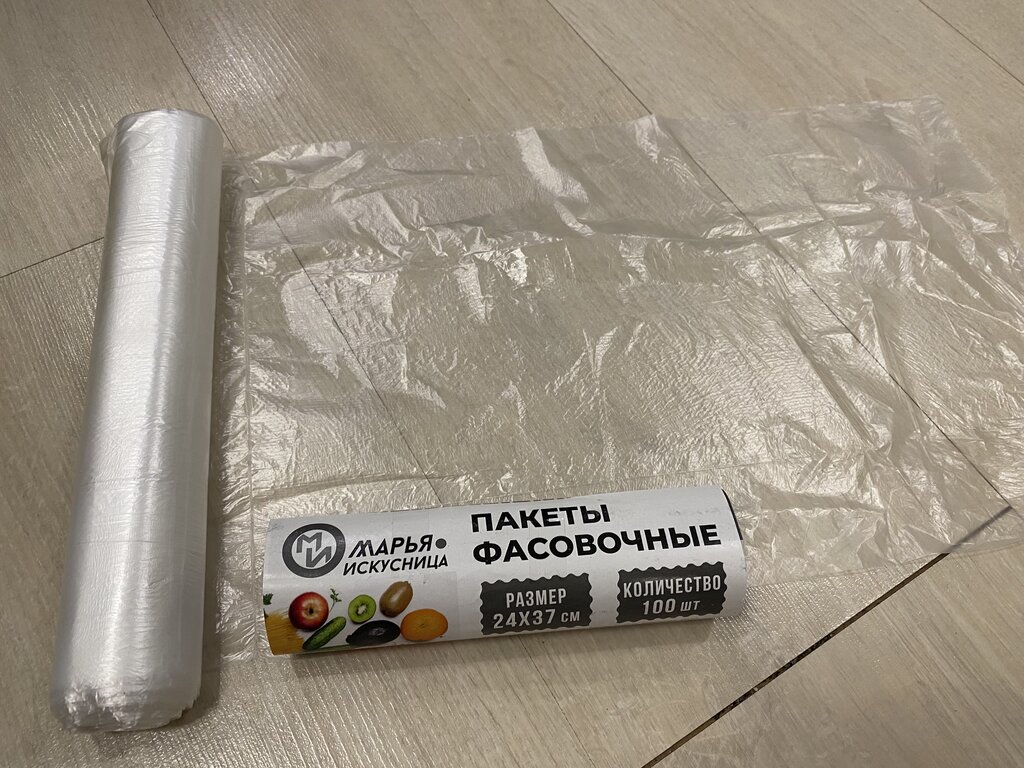 МИ
МАРЬЯ
ИСКУСНИЦА
ПАКЕТЫ
ФАСОВОЧНЫЕ
РАЗМЕР
24Х37 СМ
КОЛИЧЕСТВО
100 ШТ